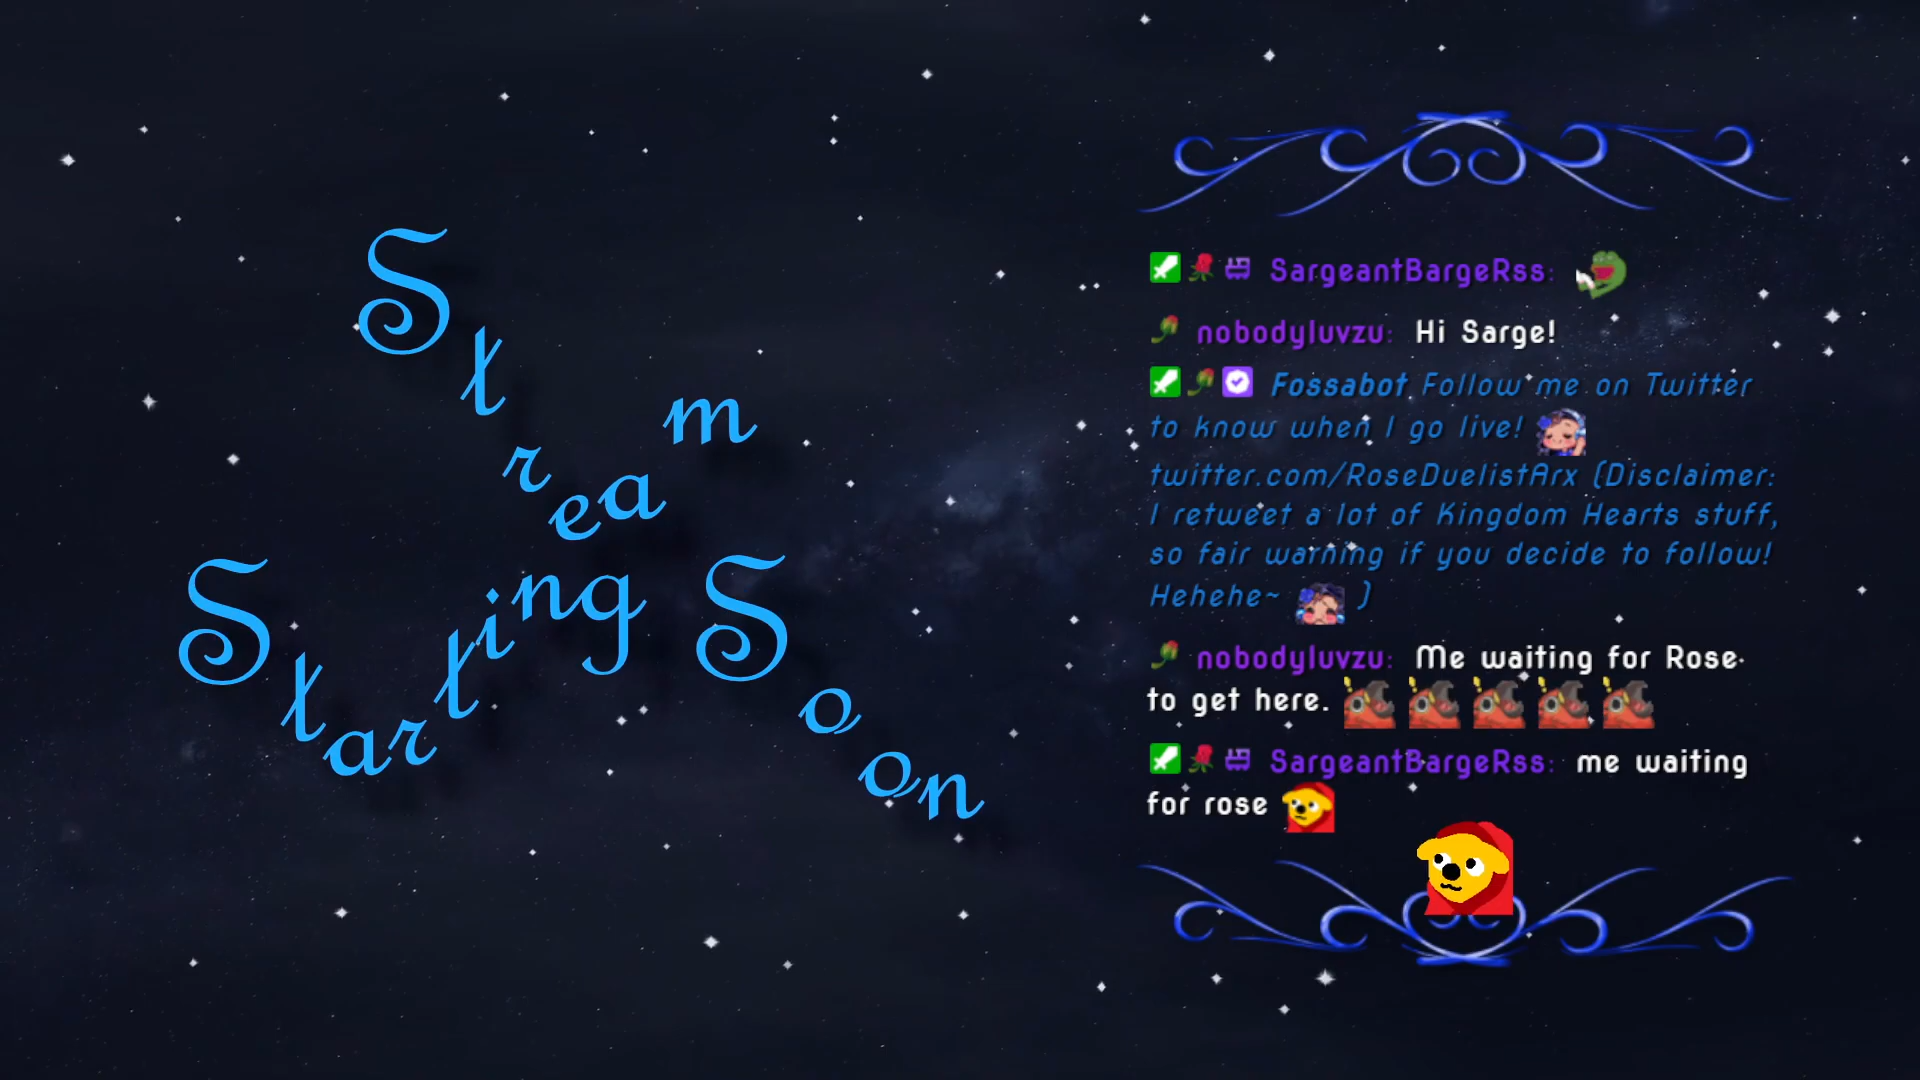 Stream
Starting Soon
SargeantBargeRss:
nobodyluvzu: Hi Sarge!
Fossabot Follow me on Twitter
to know when I go live!
twitter.com/RoseDuelistArx (Disclaimer:
I retweet a lot of Kingdom Hearts stuff,
so fair warning if you decide to follow!
Hehehe~ )
nobodyluvzu: Me waiting for Rose
to get here.
SargeantBargeRss: me waiting
for rose